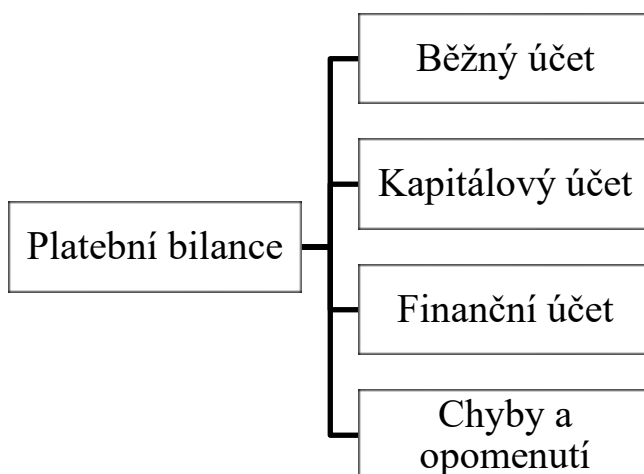 Běžný účet
Kapitálový účet
Platební bilance
Finanční účet
Chyby a
opomenutí